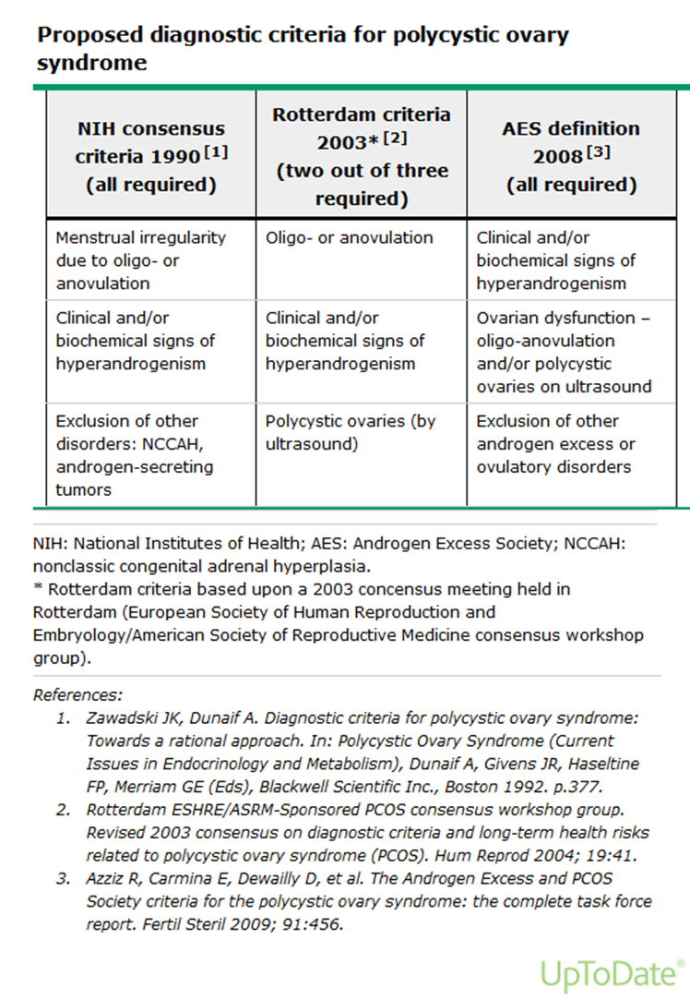 Proposed diagnostic criteria for polycystic ovary
syndrome
NIH consensus
criteria 1990 [1]
(all required)
Rotterdam criteria
2003* [2]
(two out of three
required)
AES definition
2008 [3]
(all required)
Menstrual irregularity
due to oligo- or
anovulation
Oligo- or anovulation
Clinical and/or
biochemical signs of
hyperandrogenism
Clinical and/or
biochemical signs of
hyperandrogenism
Clinical and/or
biochemical signs of
hyperandrogenism
Ovarian dysfunction –
oligo-anovulation
and/or polycystic
ovaries on ultrasound
Exclusion of other
disorders: NCCAH,
androgen-secreting
tumors
Polycystic ovaries (by
ultrasound)
Exclusion of other
androgen excess or
ovulatory disorders
NIH: National Institutes of Health; AES: Androgen Excess Society; NCCAH:
nonclassic congenital adrenal hyperplasia.
* Rotterdam criteria based upon a 2003 concensus meeting held in
Rotterdam (European Society of Human Reproduction and
Embryology/American Society of Reproductive Medicine consensus workshop
group).
References:
1. Zawadski JK, Dunaif A. Diagnostic criteria for polycystic ovary syndrome:
Towards a rational approach. In: Polycystic Ovary Syndrome (Current
Issues in Endocrinology and Metabolism), Dunaif A, Givens JR, Haseltine
FP, Merriam GE (Eds), Blackwell Scientific Inc., Boston 1992. p.377.
2. Rotterdam ESHRE/ASRM-Sponsored PCOS consensus workshop group.
Revised 2003 consensus on diagnostic criteria and long-term health risks
related to polycystic ovary syndrome (PCOS). Hum Reprod 2004; 19:41.
3. Azziz R, Carmina E, Dewailly D, et al. The Androgen Excess and PCOS
Society criteria for the polycystic ovary syndrome: the complete task force
report. Fertil Steril 2009; 91:456.
UpToDate®